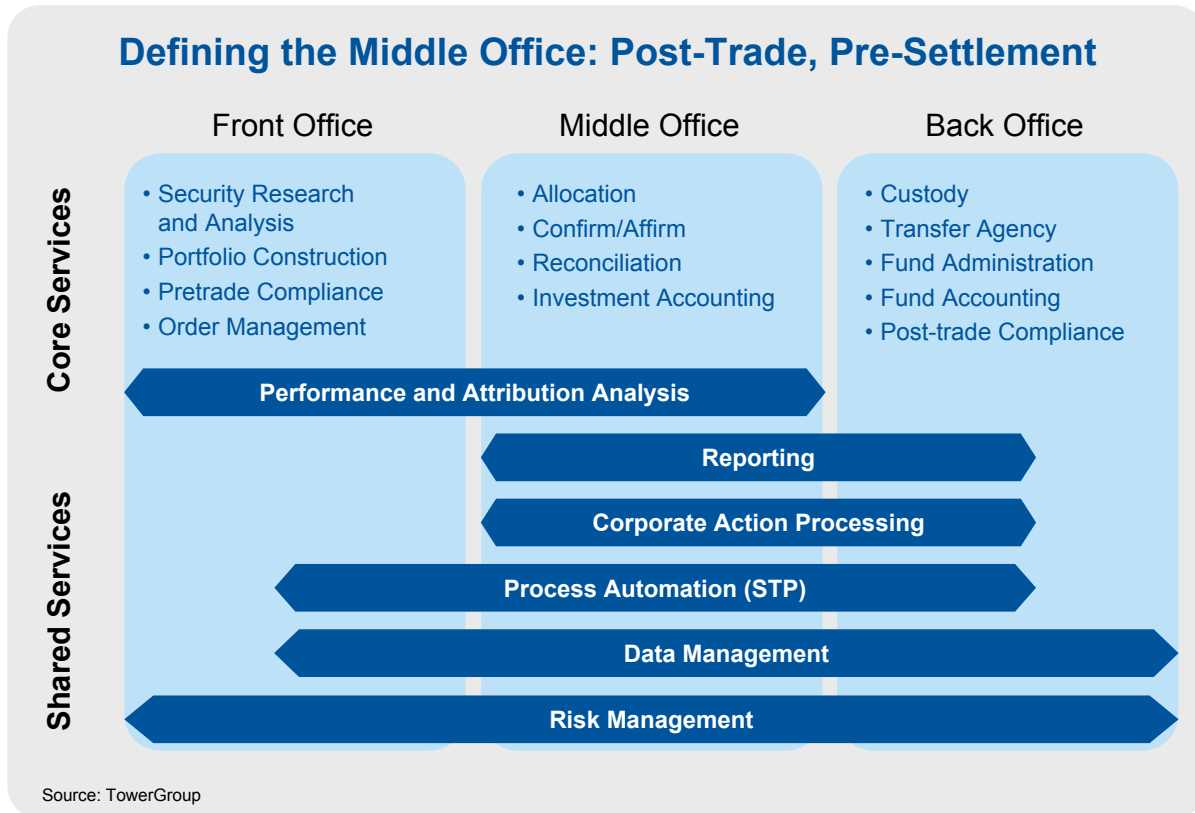 Defining the Middle Office: Post-Trade, Pre-Settlement
Front Office
Middle Office
Back Office
Core Services
• Security Research
and Analysis
• Portfolio Construction
• Pretrade Compliance
• Order Management
• Allocation
• Confirm/Affirm
• Reconciliation
• Investment Accounting
• Custody
• Transfer Agency
• Fund Administration
• Fund Accounting
• Post-trade Compliance
Performance and Attribution Analysis
Shared Services
Reporting
Corporate Action Processing
Process Automation (STP)
Data Management
Risk Management
Source: TowerGroup